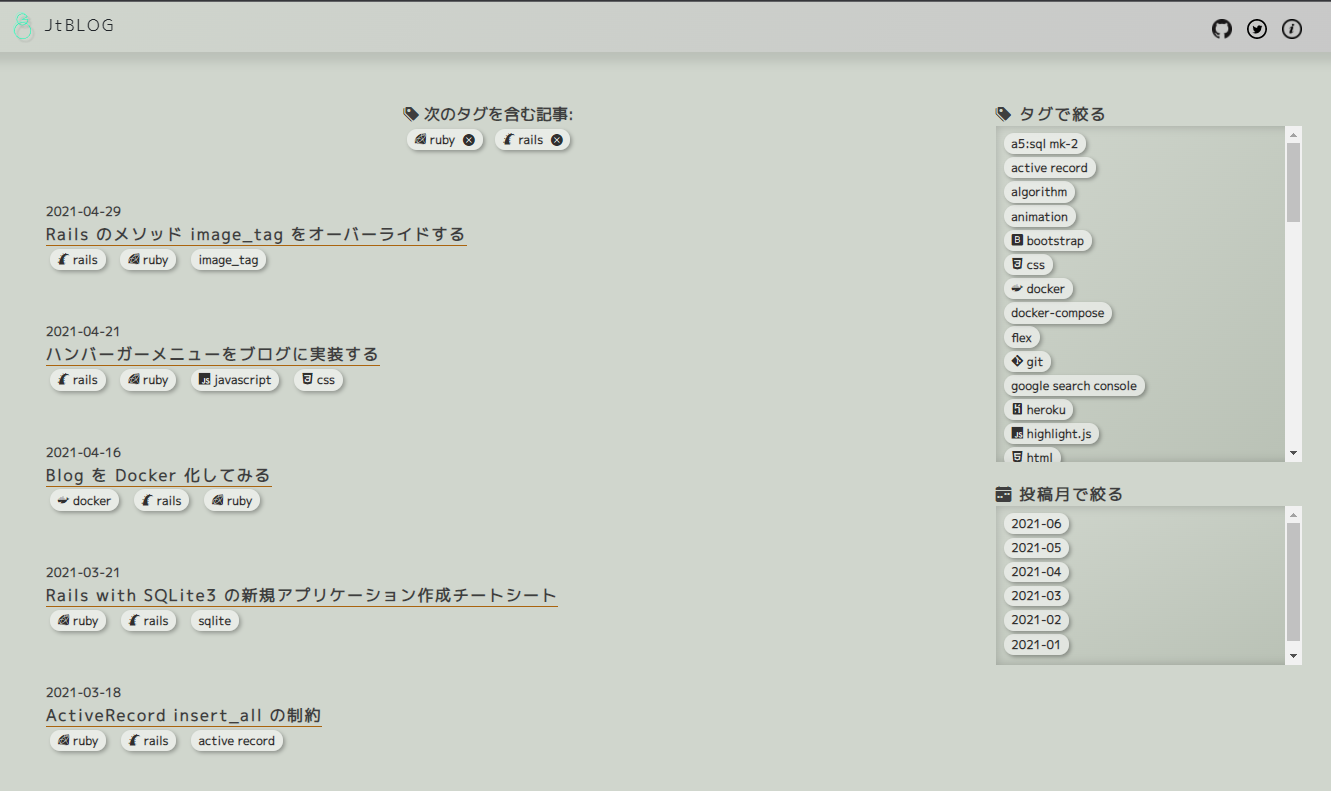 JtBLOG
次のタグを含む記事:
ruby rails
2021-04-29
Rails のメソッド image_tag をオーバーライドする
rails ruby image_tag
2021-04-21
ハンバーガーメニューをブログに実装する
rails ruby javascript css
2021-04-16
Blog を Docker 化してみる
docker rails ruby
2021-03-21
Rails with SQLite3 の新規アプリケーション作成チートシート
ruby rails sqlite
2021-03-18
ActiveRecord insert_all の制約
ruby rails active record
タグで絞る
a5:sql mk-2
active record
algorithm
animation
bootstrap
css
docker
docker-compose
flex
git
google search console
heroku
highlight.js
html
投稿月で絞る
2021-06
2021-05
2021-04
2021-03
2021-02
2021-01